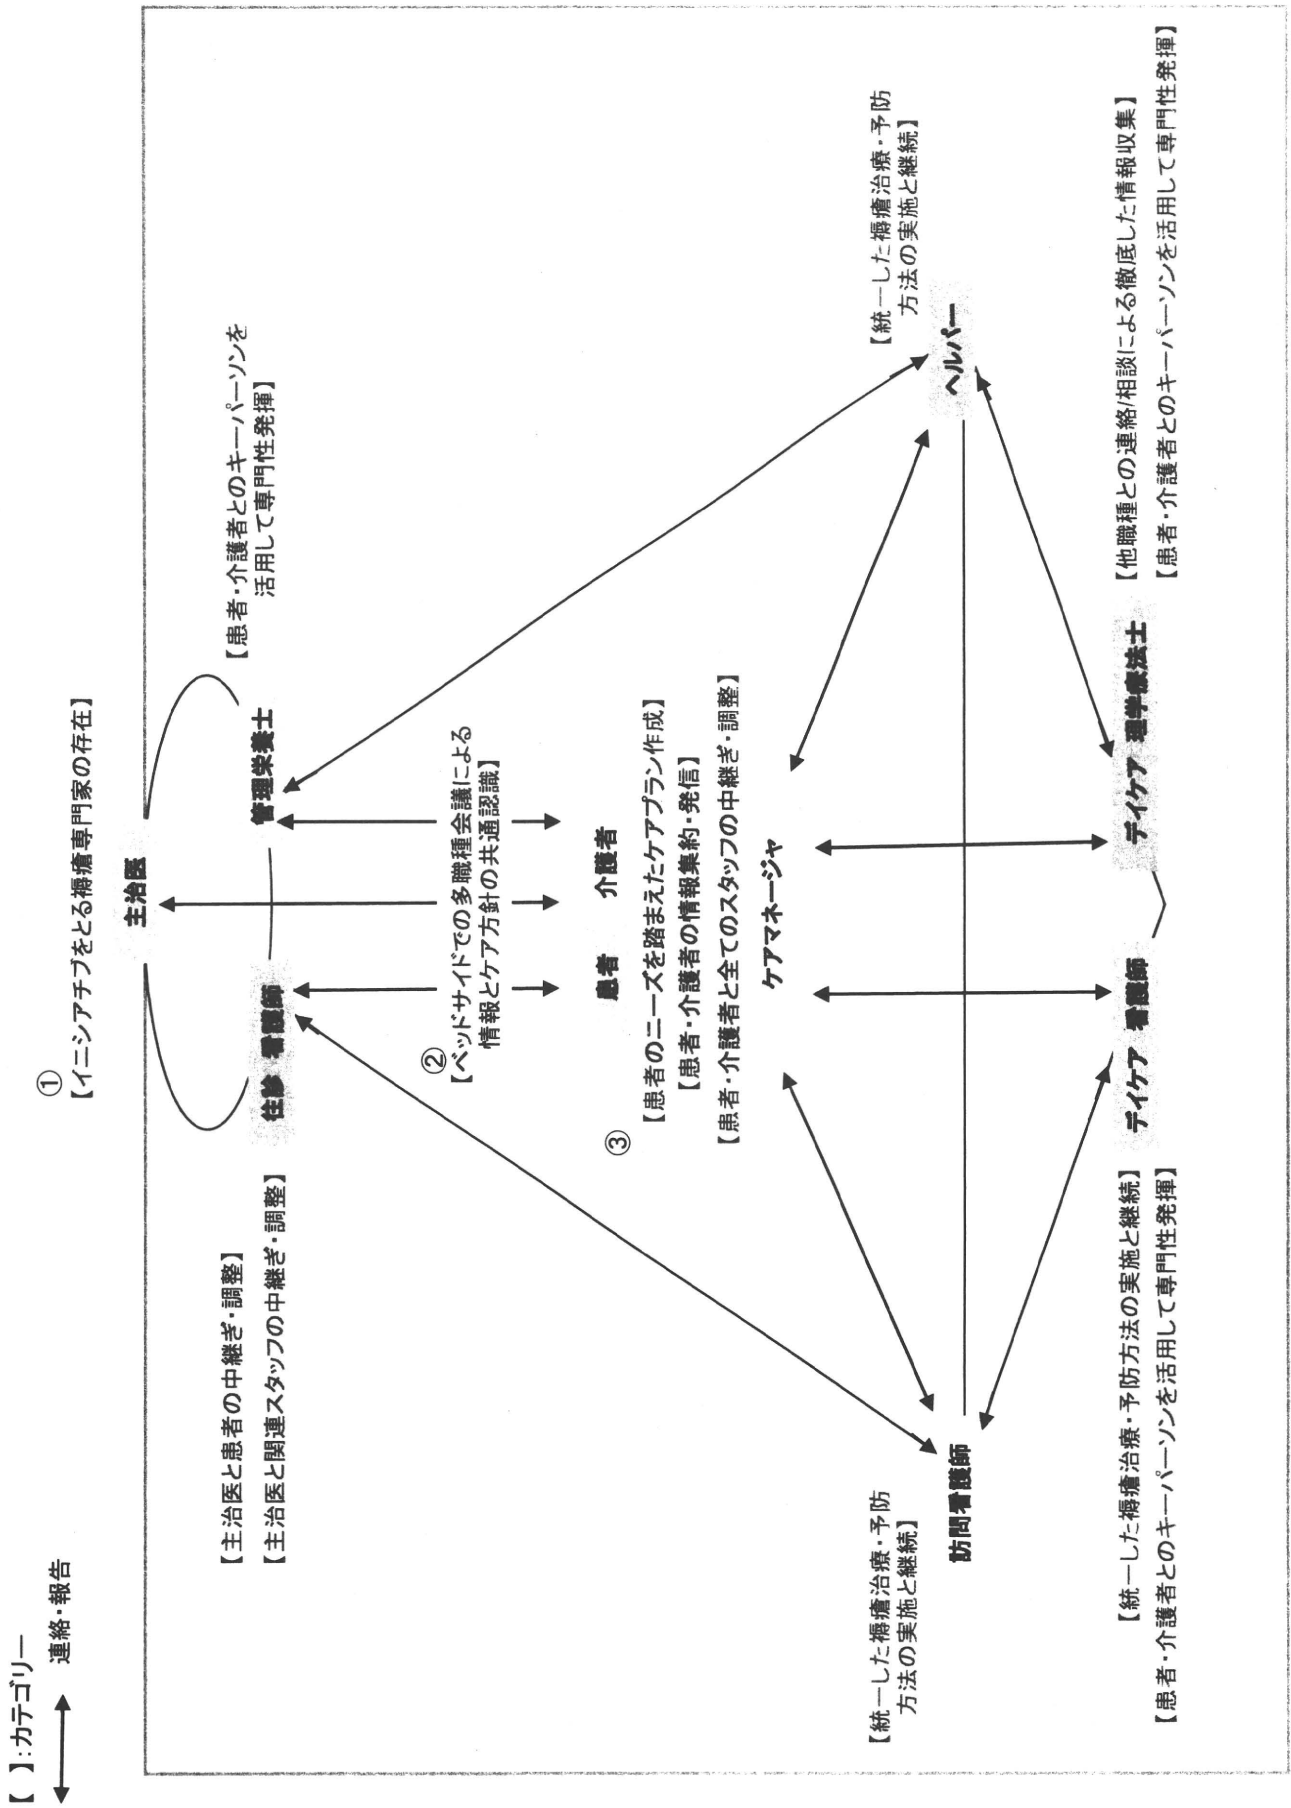 【　】:カテゴリー
連絡・報告
①
【イニシアチブをとる褥瘡専門家の存在】
主治医
【主治医と患者の中継ぎ・調整】
【主治医と関連スタッフの中継ぎ・調整】
往診　看護師
管理栄養士
【患者・介護者とのキーパーソンを
活用して専門性発揮】
②
【ベッドサイドでの多職種会議による
情報とケア方針の共通認識】
患者　介護者
③
【患者のニーズを踏まえたケアプラン作成】
【患者・介護者の情報集約・発信】
【患者・介護者と全てのスタッフの中継ぎ・調整】
ケアマネージャ
【統一した褥瘡治療・予防
方法の実施と継続】
訪問看護師
【統一した褥瘡治療・予防
方法の実施と継続】
ヘルパー
デイケア　看護師
デイケア　理学療法士
【統一した褥瘡治療・予防方法の実施と継続】
【患者・介護者とのキーパーソンを活用して専門性発揮】
【他職種との連絡/相談による徹底した情報収集】
【患者・介護者とのキーパーソンを活用して専門性発揮】